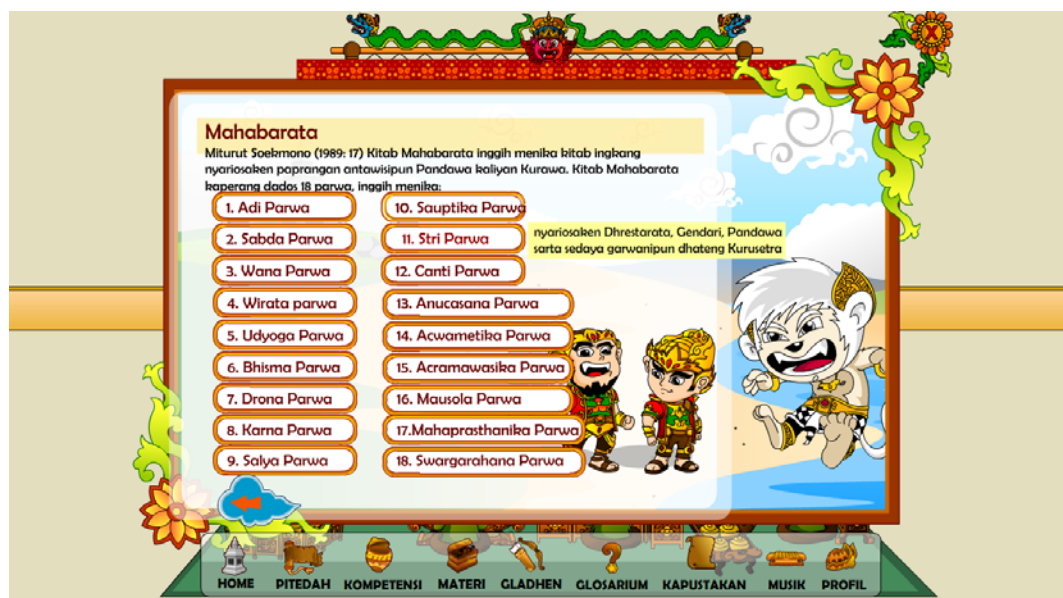 X
Mahabarata
Miturut Soekmono (1989: 17) Kitab Mahabarata inggih menika kitab ingkang
nyariosaken paprangan antawisipun Pandawa kaliyan Kurawa. Kitab Mahabarata
kaperang dados 18 parwa, inggih menika:
1. Adi Parwa
2. Sabda Parwa
3. Wana Parwa
4. Wirata parwa
5. Udyoga Parwa
6. Bhisma Parwa
7. Drona Parwa
8. Karna Parwa
9. Salya Parwa
10. Sauptika Parwa
11. Stri Parwa
nyariosaken Dhrestarata, Gendari, Pandawa
sarta sedaya garwanipun dhateng Kurusetra
12. Canti Parwa
13. Anucasana Parwa
14. Acwametika Parwa
15. Acramawasika Parwa
16. Mausola Parwa
17.Mahaprasthanika Parwa
18. Swargarahana Parwa
HOME PITEDAH KOMPETENSI MATERI GLADHEN GLOSARIUM KAPUSTAKAN MUSIK PROFIL